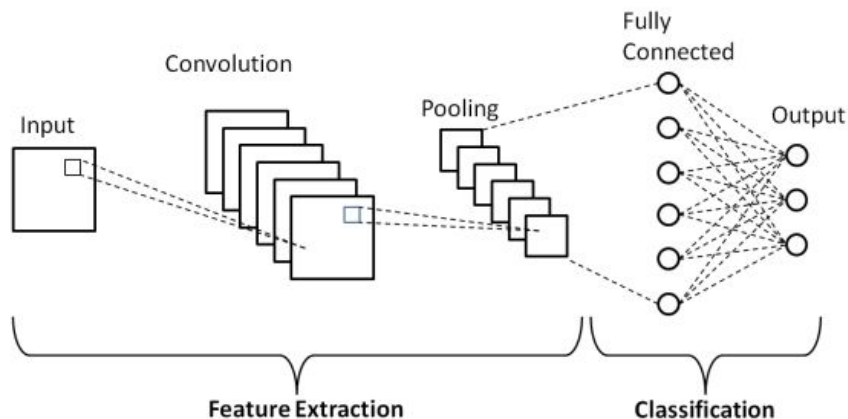 Input
Convolution
Pooling
Fully
Connected
Output
Feature Extraction
Classification